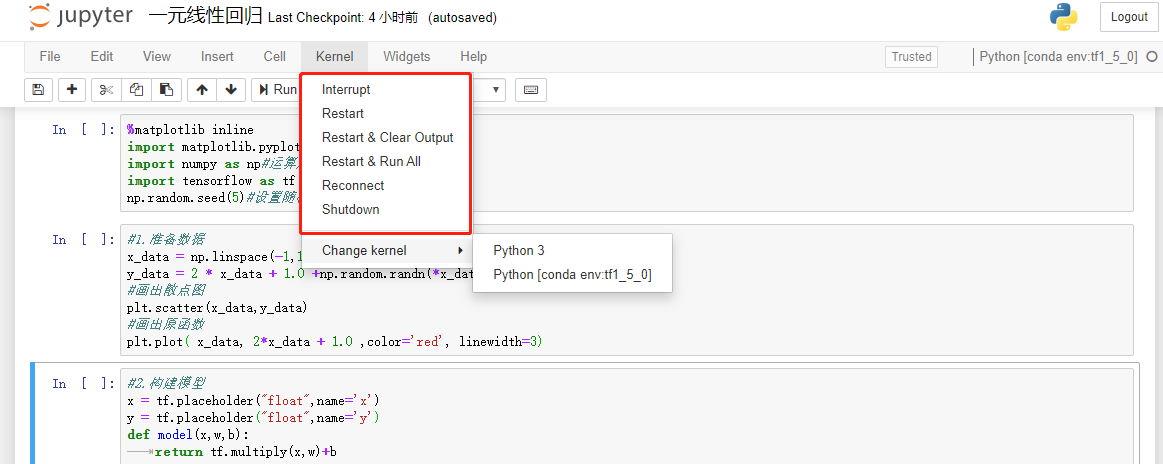 jupyter 一元线性回归 Last Checkpoint: 4 小时前 (autosaved) Logout
File Edit View Insert Cell Kernel Widgets Help Trusted Python [conda env:tf1_5_0]
Run
Interrupt
Restart
Restart & Clear Output
Restart & Run All
Reconnect
Shutdown
Change kernel
Python 3
Python [conda env:tf1_5_0]
In [ ]: %matplotlib inline
import matplotlib.pyplot
import numpy as np#运算
import tensorflow as tf
np.random.seed(5)#设置随
In [ ]: #1.准备数据
x_data = np.linspace(-1,1
y_data = 2 * x_data + 1.0 +np.random.randn(*x_dat
#画出散点图
plt.scatter(x_data,y_data)
#画出原函数
plt.plot( x_data, 2*x_data + 1.0 ,color='red', linewidth=3)
In [ ]: #2.构建模型
x = tf.placeholder("float",name='x')
y = tf.placeholder("float",name='y')
def model(x,w,b):
return tf.multiply(x,w)+b